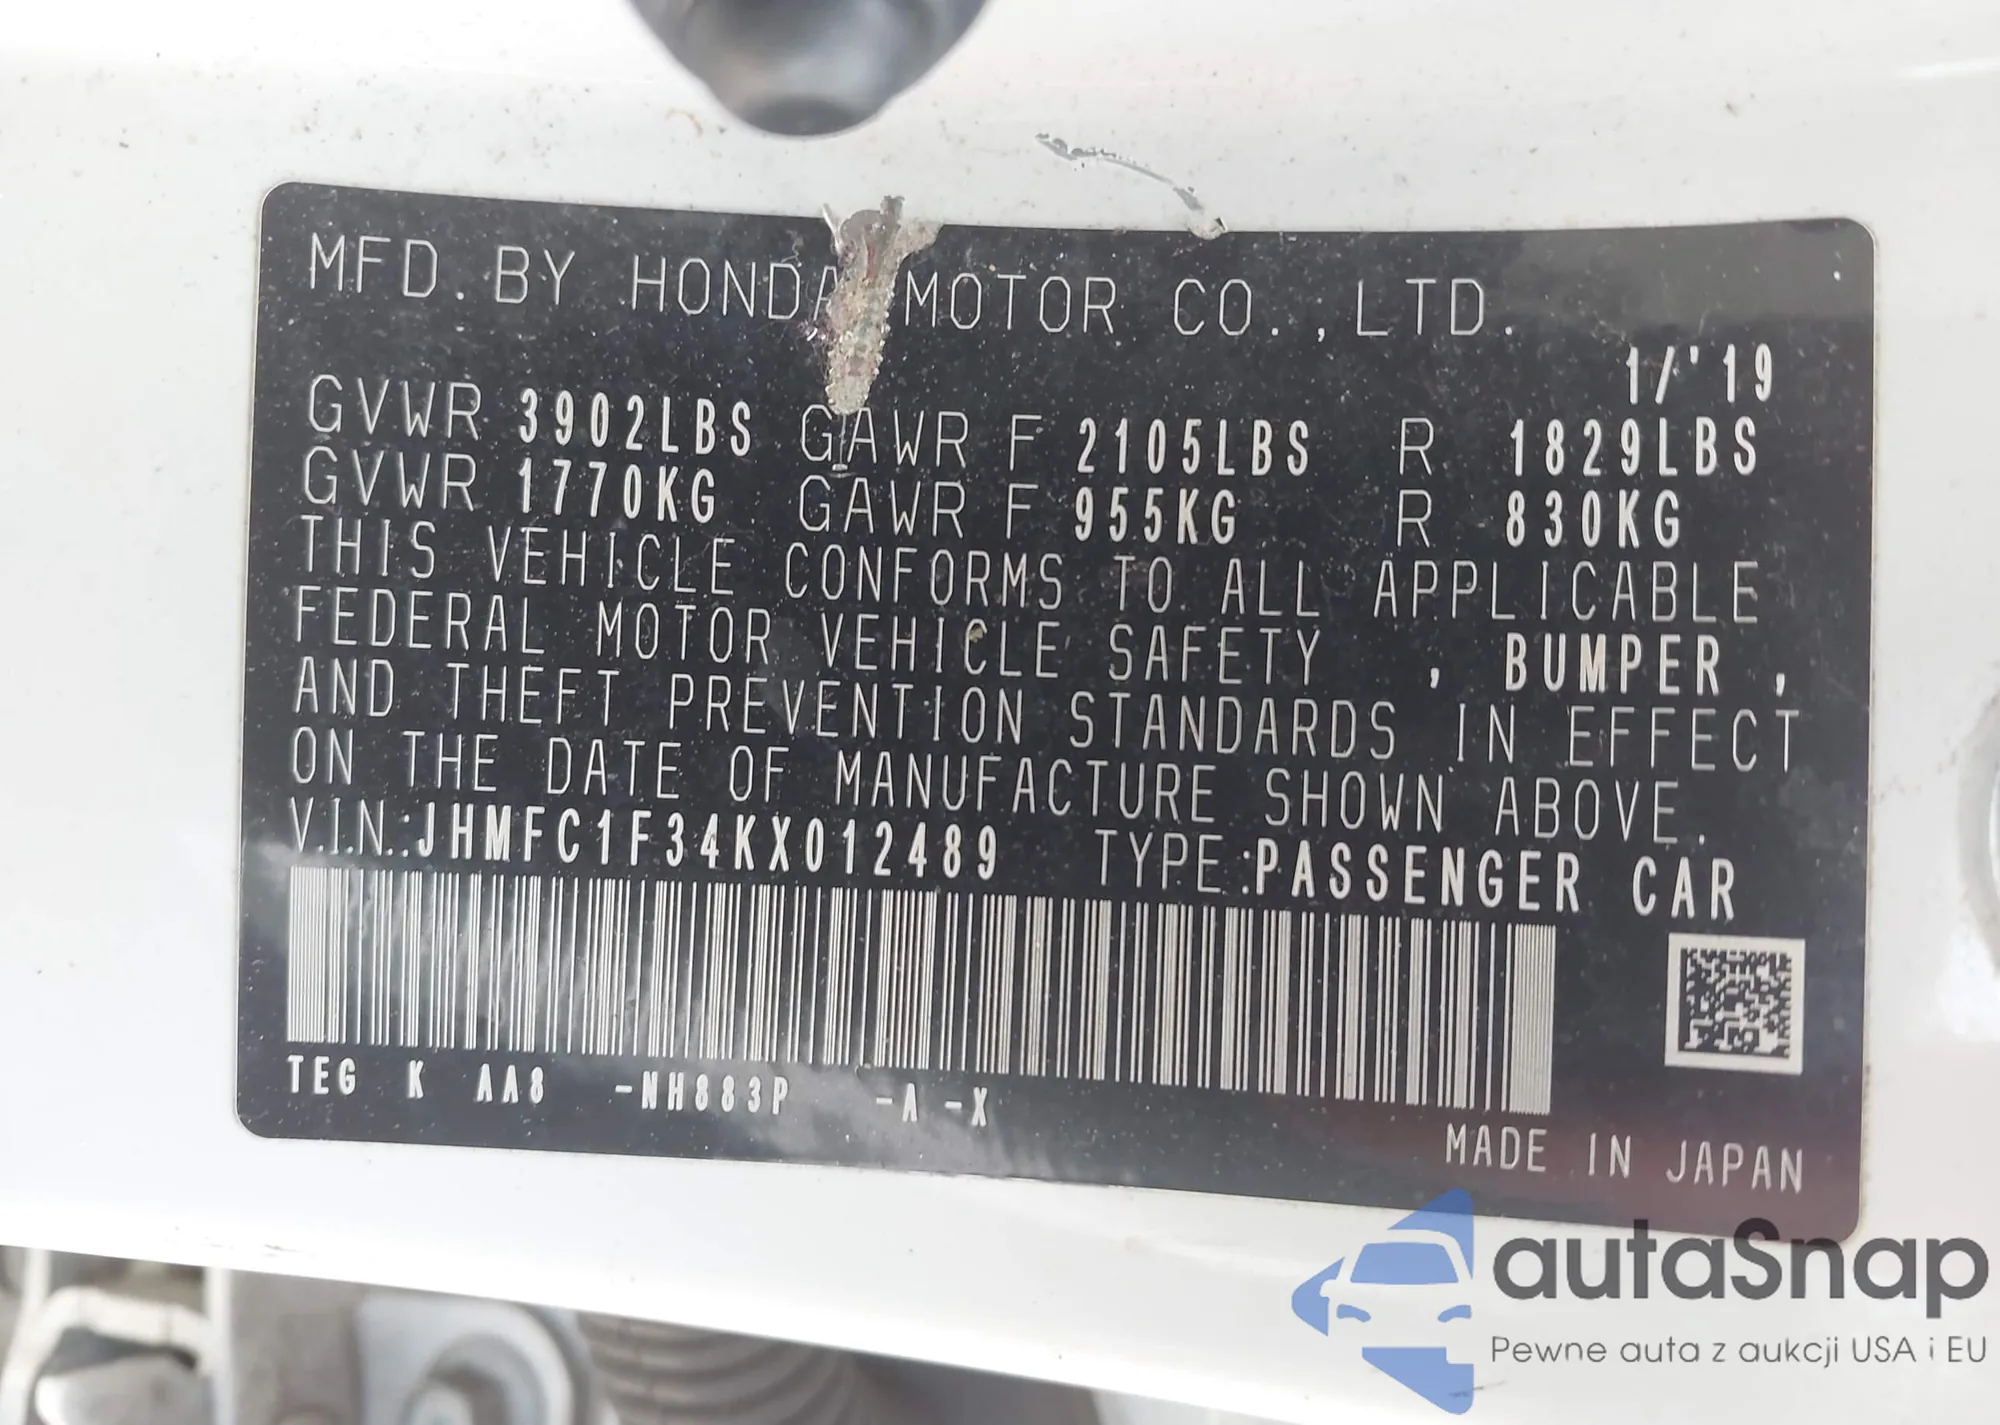 MFD. BY HONDA MOTOR CO., LTD.
1/'19
GVWR 3902LBS GAWR F 2105LBS R 1829LBS
GVWR 1770KG GAWR F 955KG R 830KG
THIS VEHICLE CONFORMS TO ALL APPLICABLE
FEDERAL MOTOR VEHICLE SAFETY , BUMPER ,
AND THEFT PREVENTION STANDARDS IN EFFECT
ON THE DATE OF MANUFACTURE SHOWN ABOVE.
V.I.N.:JHMFC1F34KX012489 TYPE:PASSENGER CAR
TEG K AA8 -NH883P -A -X
MADE IN JAPAN
autaSnap
Pewne auta z aukcji USA i EU